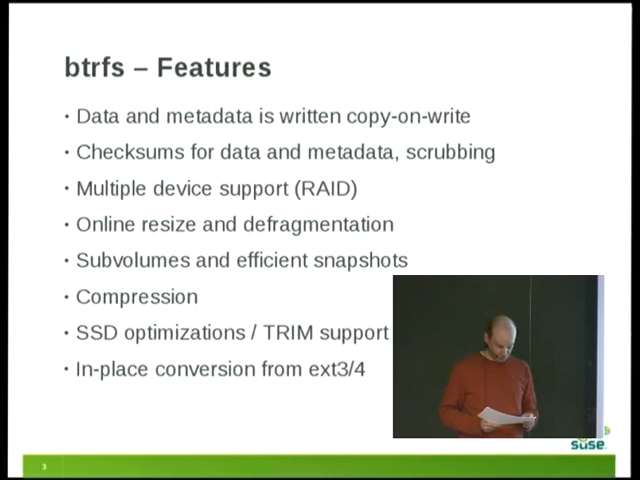 btrfs – Features
• Data and metadata is written copy-on-write
• Checksums for data and metadata, scrubbing
• Multiple device support (RAID)
• Online resize and defragmentation
• Subvolumes and efficient snapshots
• Compression
• SSD optimizations / TRIM support
• In-place conversion from ext3/4
suse
3